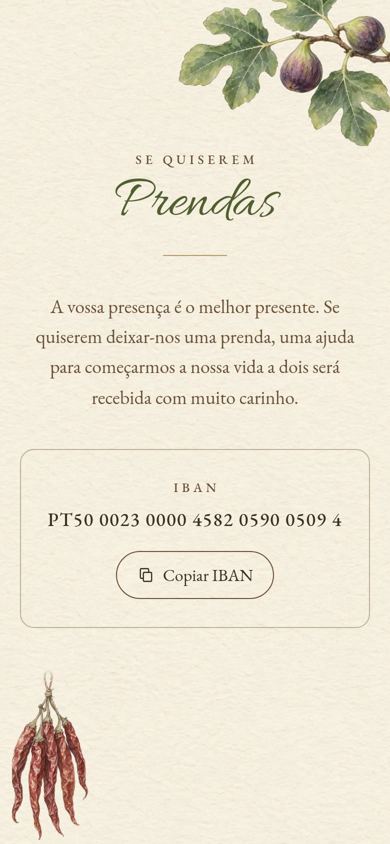 SE QUISEREM
Prendas
A vossa presença é o melhor presente. Se
quiserem deixar-nos uma prenda, uma ajuda
para começarmos a nossa vida a dois será
recebida com muito carinho.
IBAN
PT50 0023 0000 4582 0590 0509 4
Copiar IBAN